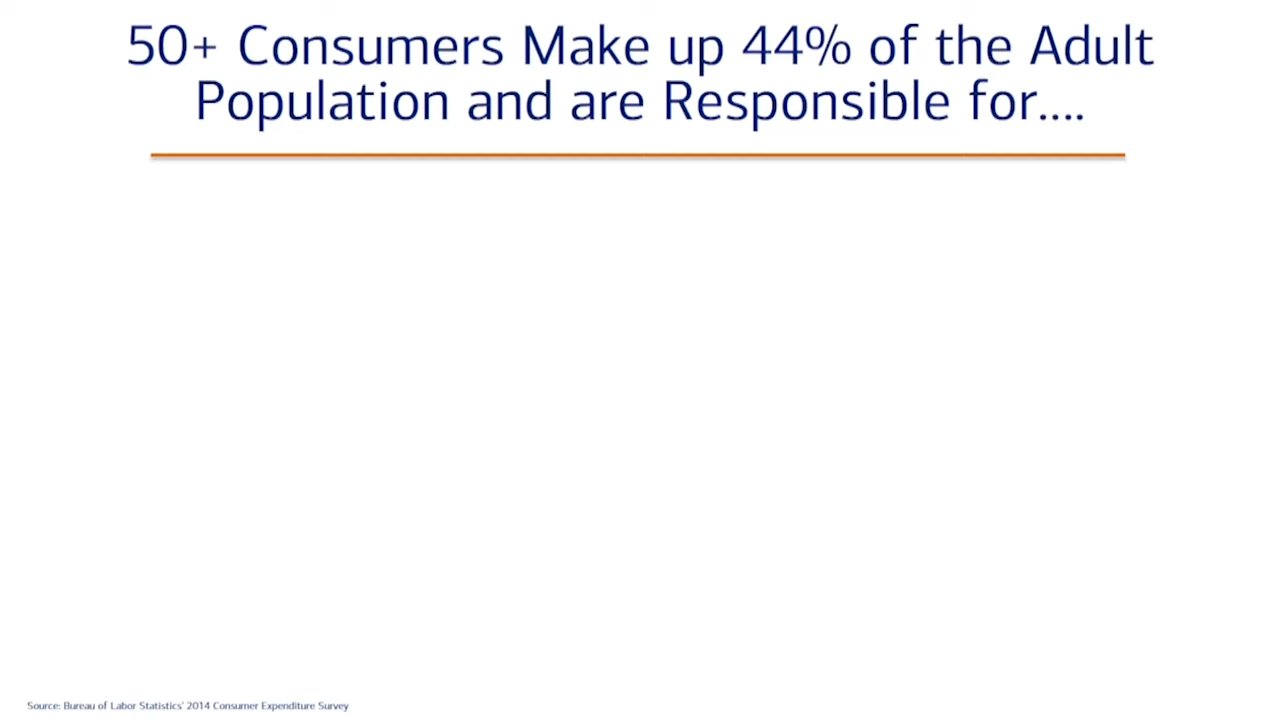 50+ Consumers Make up 44% of the Adult
Population and are Responsible for....
Source: Bureau of Labor Statistics' 2014 Consumer Expenditure Survey